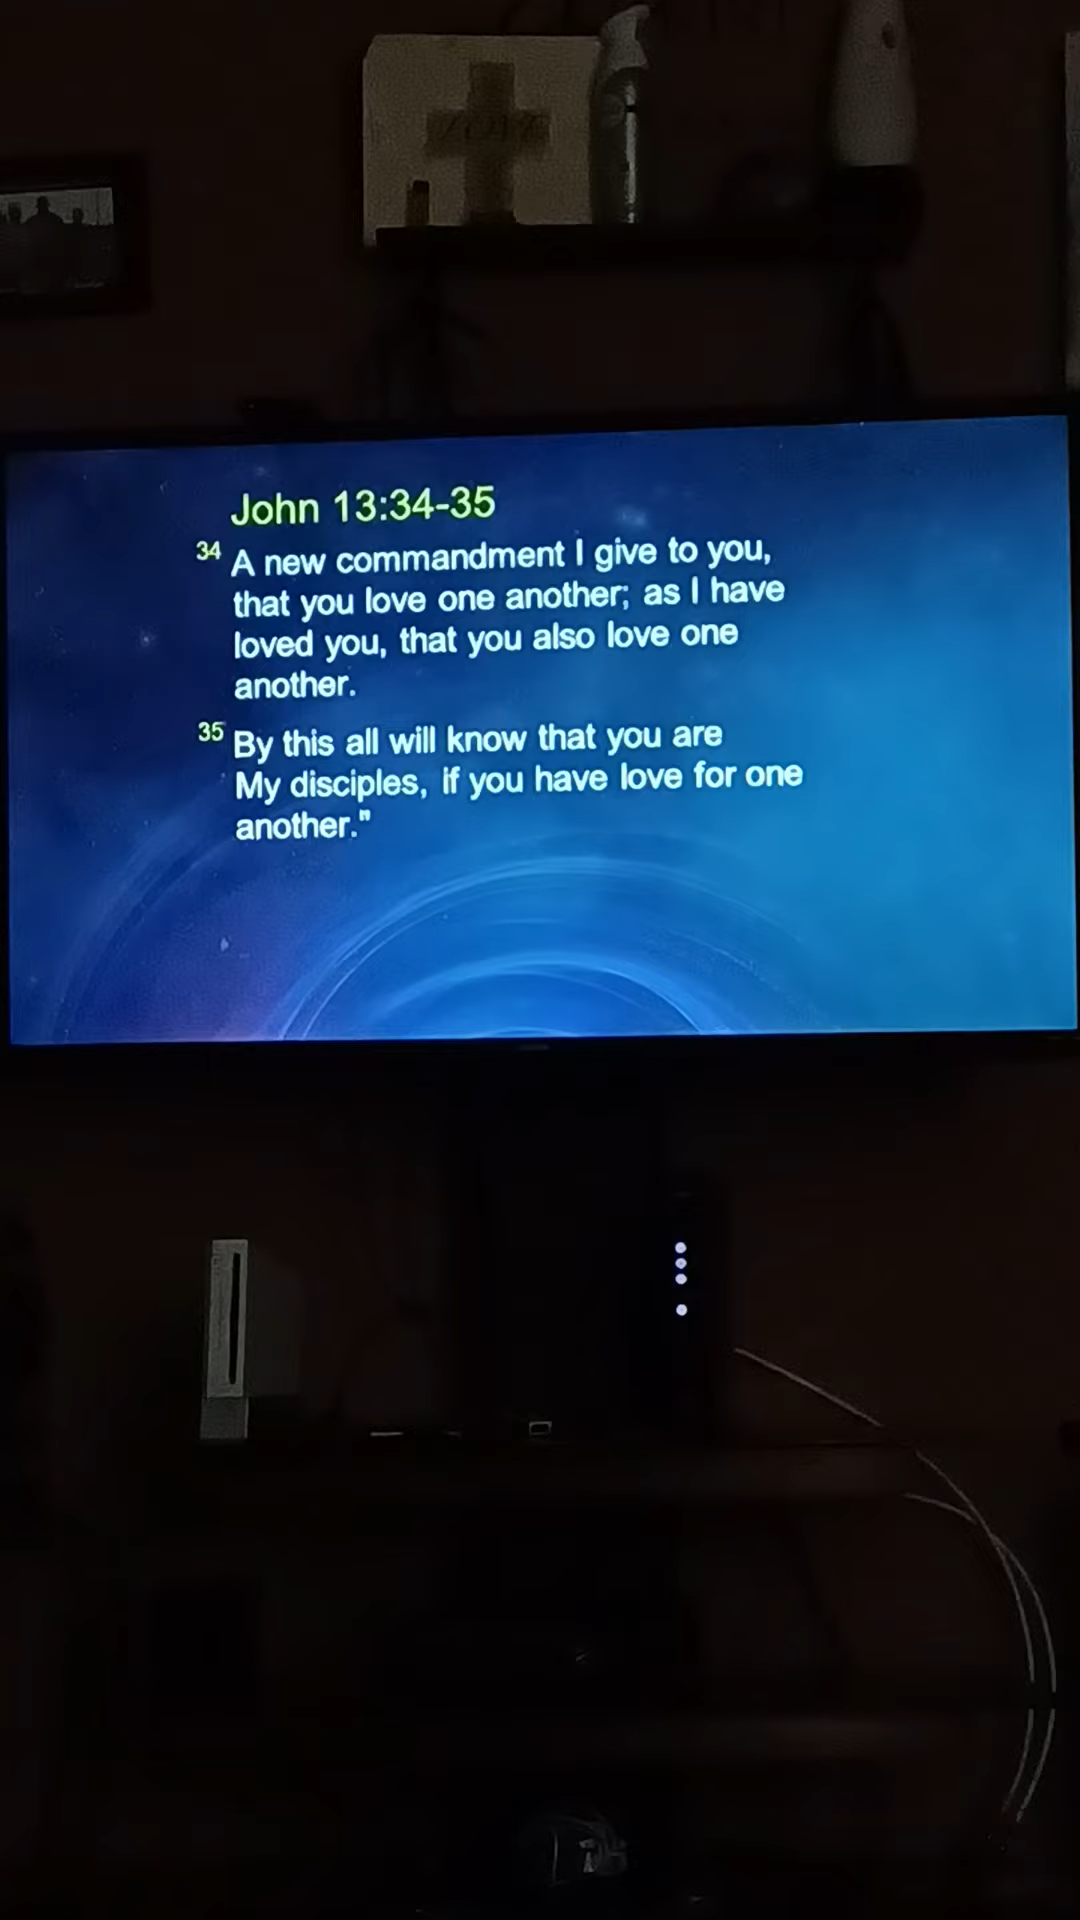 John 13:34-35
34 A new commandment I give to you,
that you love one another; as I have
loved you, that you also love one
another.
35 By this all will know that you are
My disciples, if you have love for one
another."